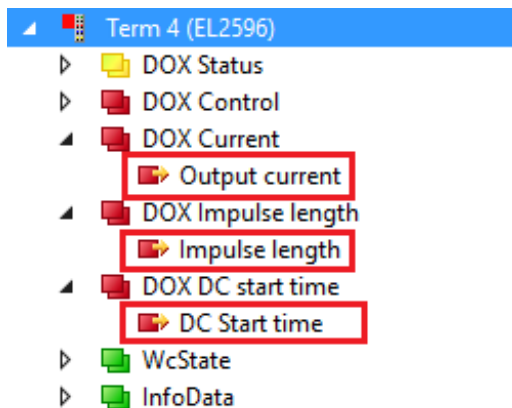 Term 4 (EL2596)
DOX Status
DOX Control
DOX Current
Output current
DOX Impulse length
Impulse length
DOX DC start time
DC Start time
WcState
InfoData